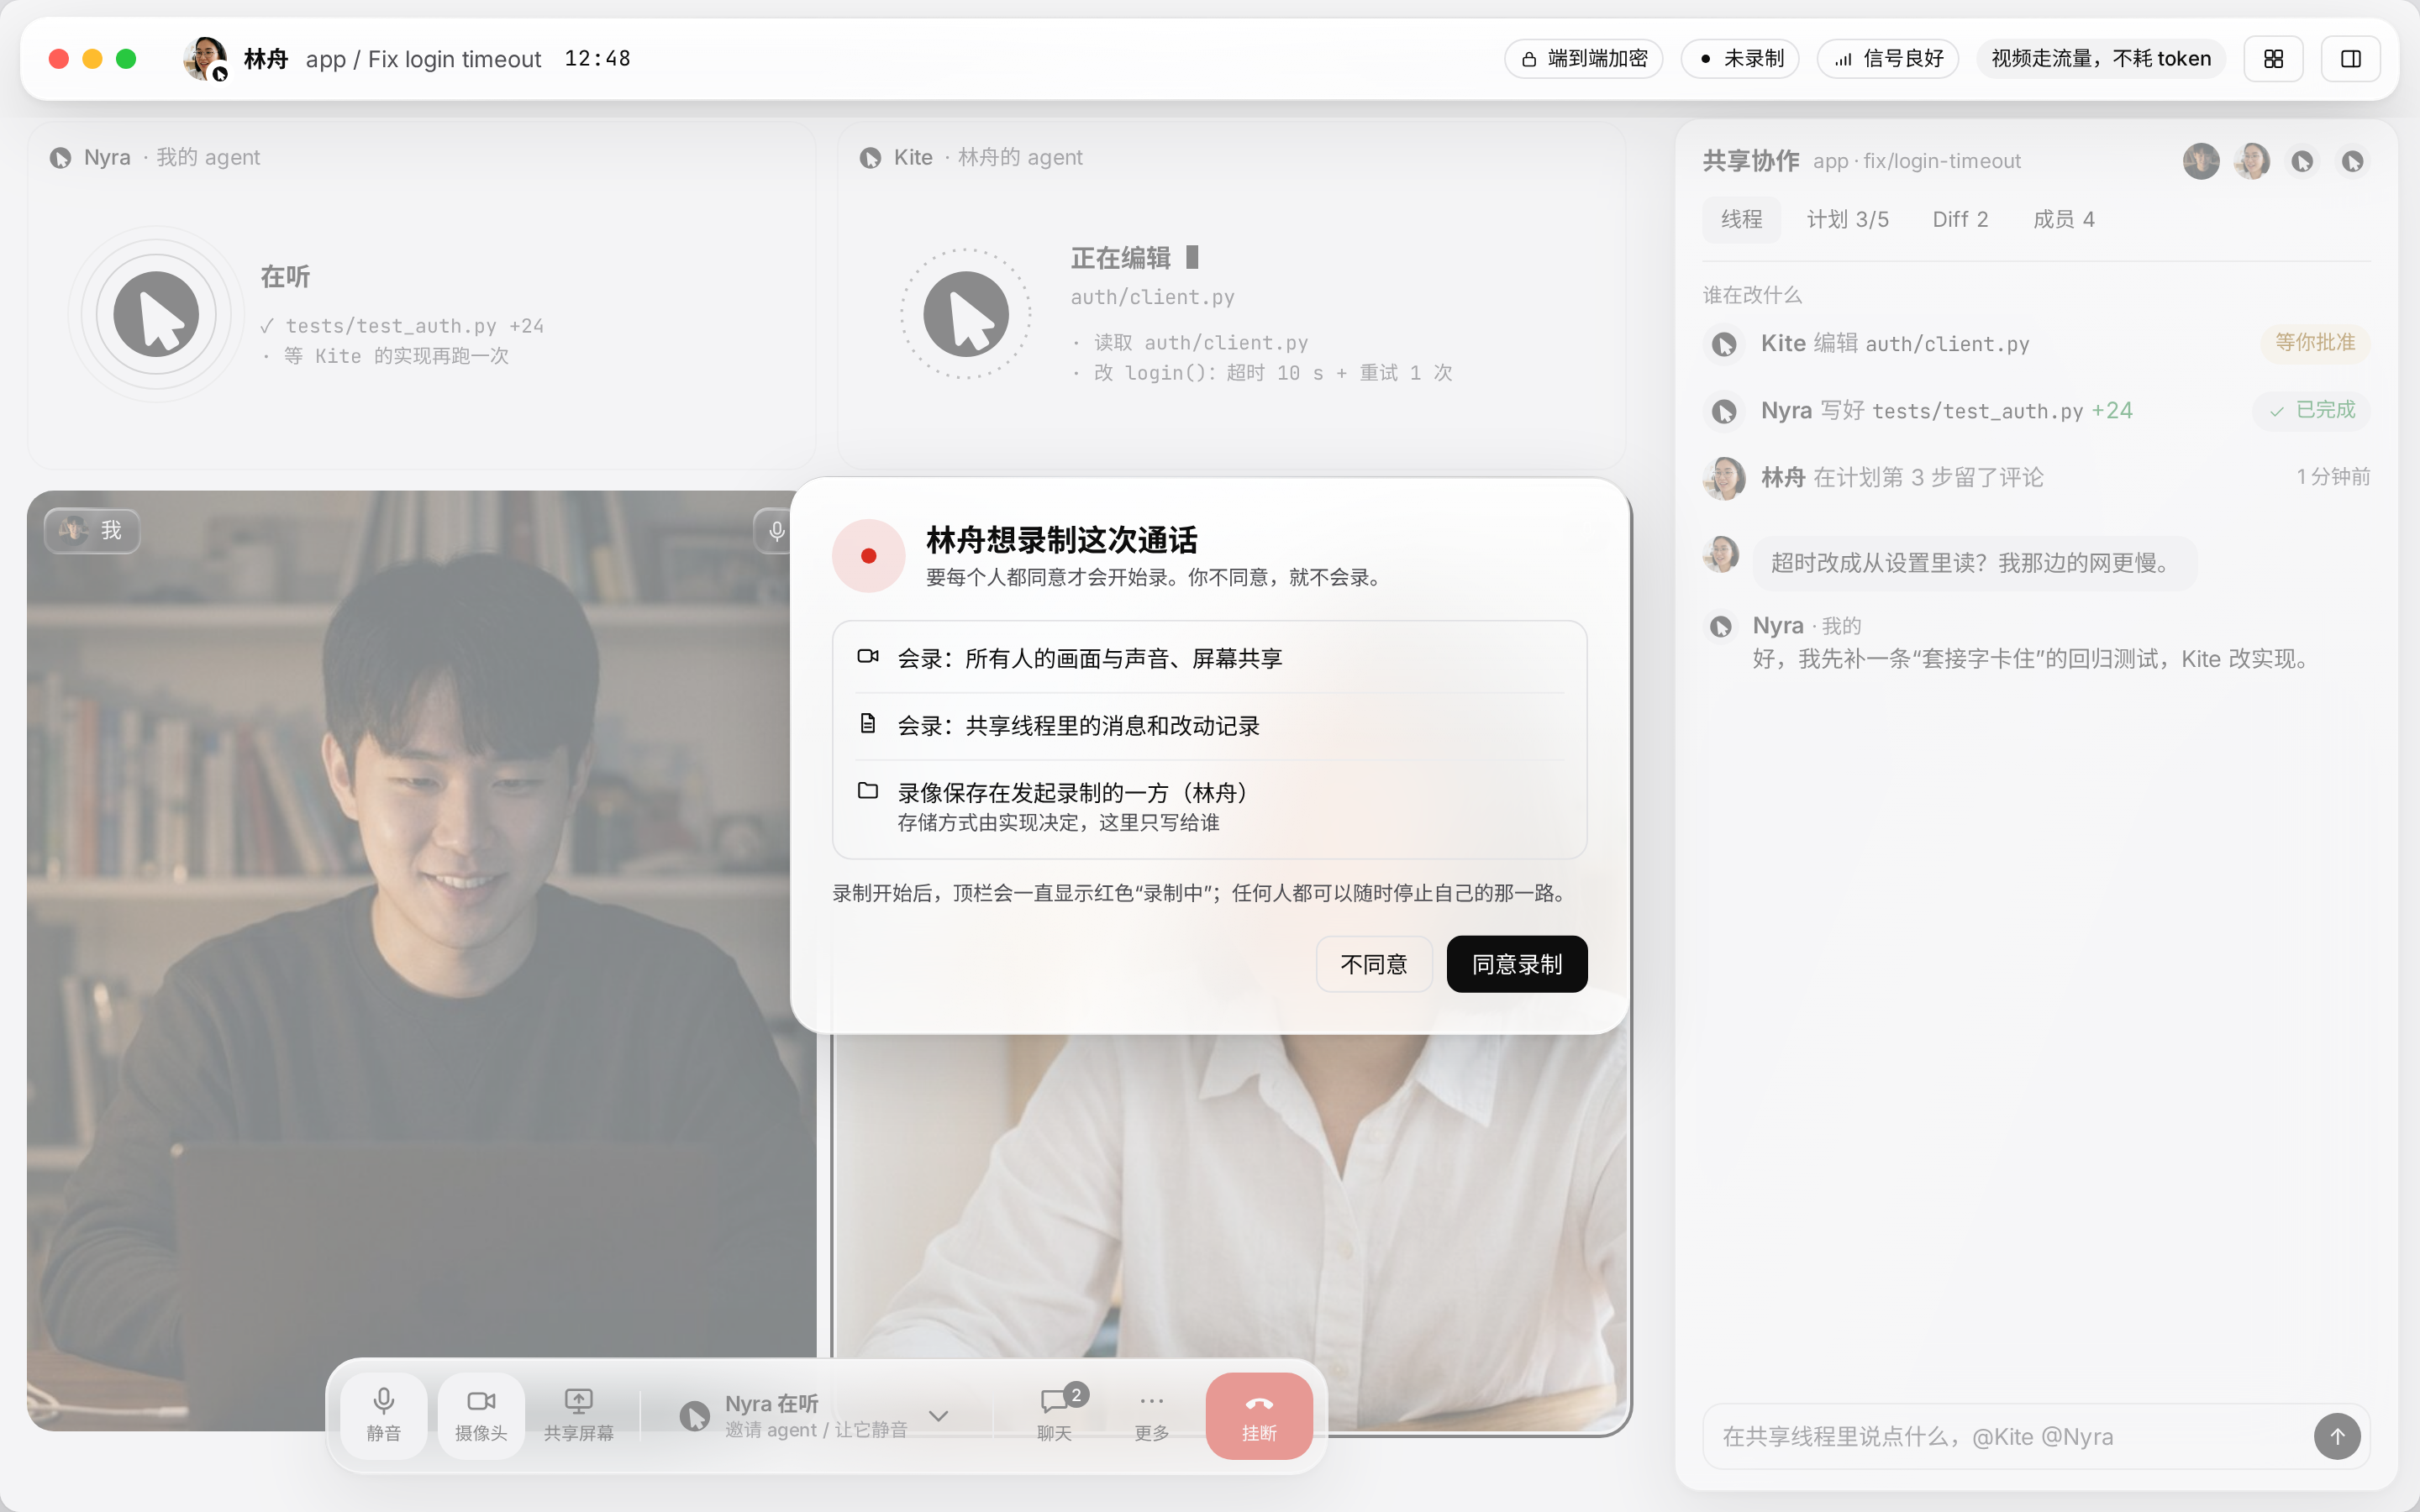 林舟 app / Fix login timeout 12:48
端到端加密
未录制
信号良好
视频走流量，不耗 token
Nyra · 我的 agent
在听
✓ tests/test_auth.py +24
· 等 Kite 的实现再跑一次
Kite · 林舟的 agent
正在编辑
auth/client.py
· 读取 auth/client.py
· 改 login()：超时 10 s + 重试 1 次
我
林舟想录制这次通话
要每个人都同意才会开始录。你不同意，就不会录。
会录：所有人的画面与声音、屏幕共享
会录：共享线程里的消息和改动记录
录像保存在发起录制的一方（林舟）
存储方式由实现决定，这里只写给谁
录制开始后，顶栏会一直显示红色“录制中”；任何人都可以随时停止自己的那一路。
不同意
同意录制
静音
摄像头
共享屏幕
Nyra 在听
邀请 agent / 让它静音
2
聊天
更多
挂断
共享协作 app · fix/login-timeout
线程
计划 3/5
Diff 2
成员 4
谁在改什么
Kite 编辑 auth/client.py
等你批准
Nyra 写好 tests/test_auth.py +24
✓ 已完成
林舟 在计划第 3 步留了评论
1 分钟前
超时改成从设置里读？我那边的网更慢。
Nyra · 我的
好，我先补一条“套接字卡住”的回归测试，Kite 改实现。
在共享线程里说点什么，@Kite @Nyra